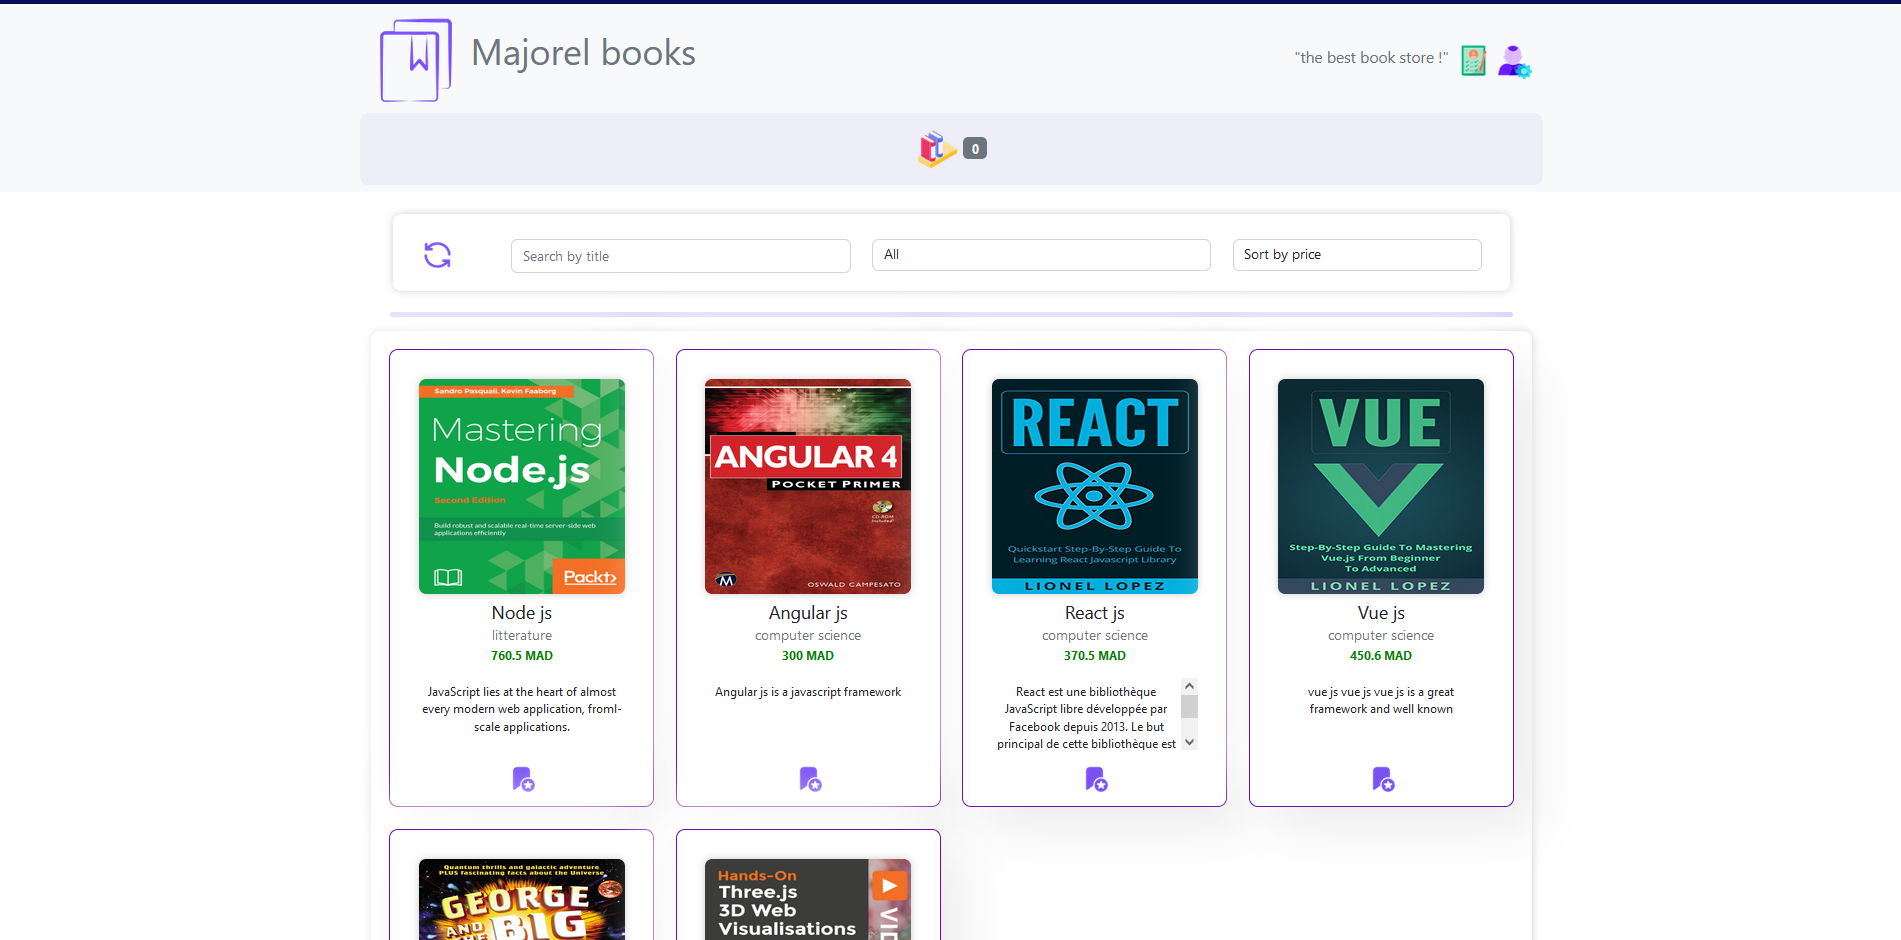 Majorel books
"the best book store !"
0
Search by title
All
Sort by price
Sandro Pasquali, Kevin Faaborg
Mastering
Node.js
Second Edition
Build robust and scalable real-time server-side web
applications efficiently
Packt>
Node js
litterature
760.5 MAD
JavaScript lies at the heart of almost
every modern web application, froml-
scale applications.
ANGULAR 4
POCKET PRIMER
CD-ROM
Included!
M
OSWALD CAMPESATO
Angular js
computer science
300 MAD
Angular js is a javascript framework
REACT
Quickstart Step-By-Step Guide To
Learning React Javascript Library
LIONEL LOPEZ
React js
computer science
370.5 MAD
React est une bibliothèque
JavaScript libre développée par
Facebook depuis 2013. Le but
principal de cette bibliothèque est
VUE
Step-By-Step Guide To Mastering
Vue.js From Beginner
To Advanced
LIONEL LOPEZ
Vue js
computer science
450.6 MAD
vue js vue js vue js is a great
framework and well known
Quantum thrills and galactic adventure
PLUS fascinating facts about the Universe
GEORGE
AND THE
BIG
Hands-On
Three.js
3D Web
Visualisations
VID